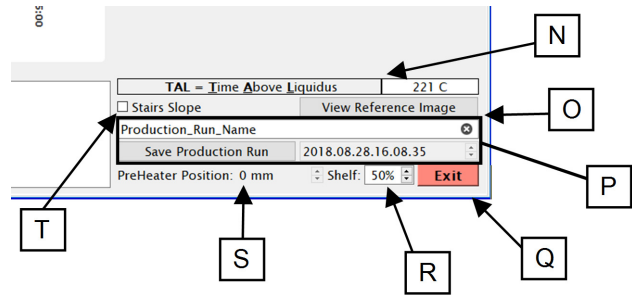 5:00
N
TAL = Time Above Liquidus 221 C
Stairs Slope View Reference Image
O
Production_Run_Name
Save Production Run 2018.08.28.16.08.35
P
PreHeater Position: 0 mm Shelf: 50% Exit
T
S
R
Q